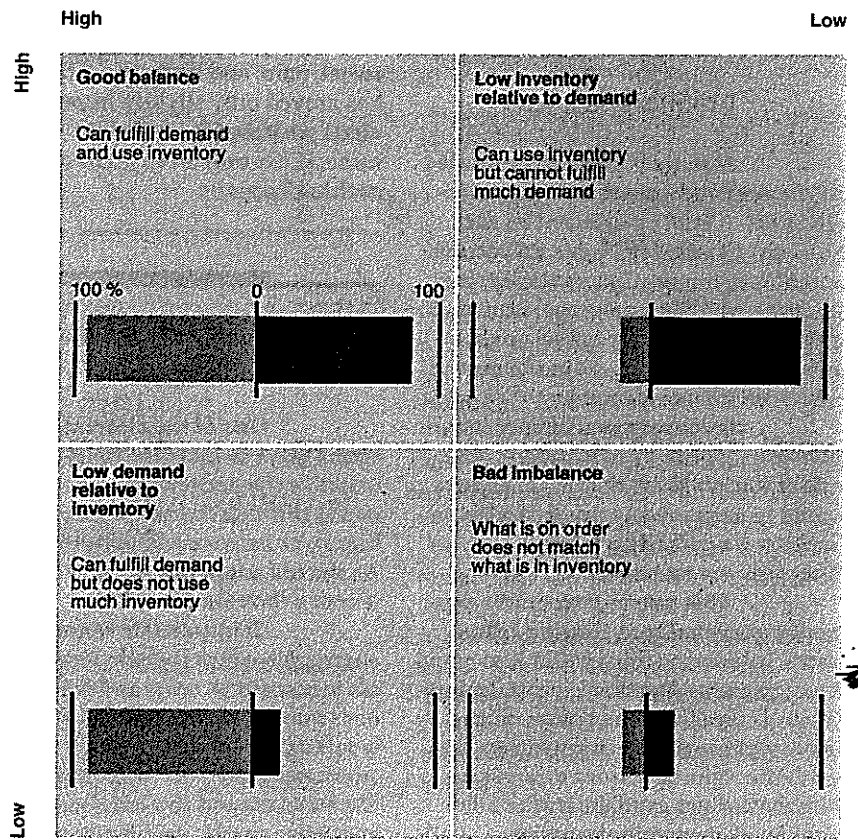 High Low
High
Good balance
Can fulfill demand
and use inventory
100 % 0 100
Low inventory
relative to demand
Can use inventory
but cannot fulfill
much demand
Low demand
relative to
inventory
Can fulfill demand
but does not use
much inventory
Bad imbalance
What is on order
does not match
what is in inventory
Low